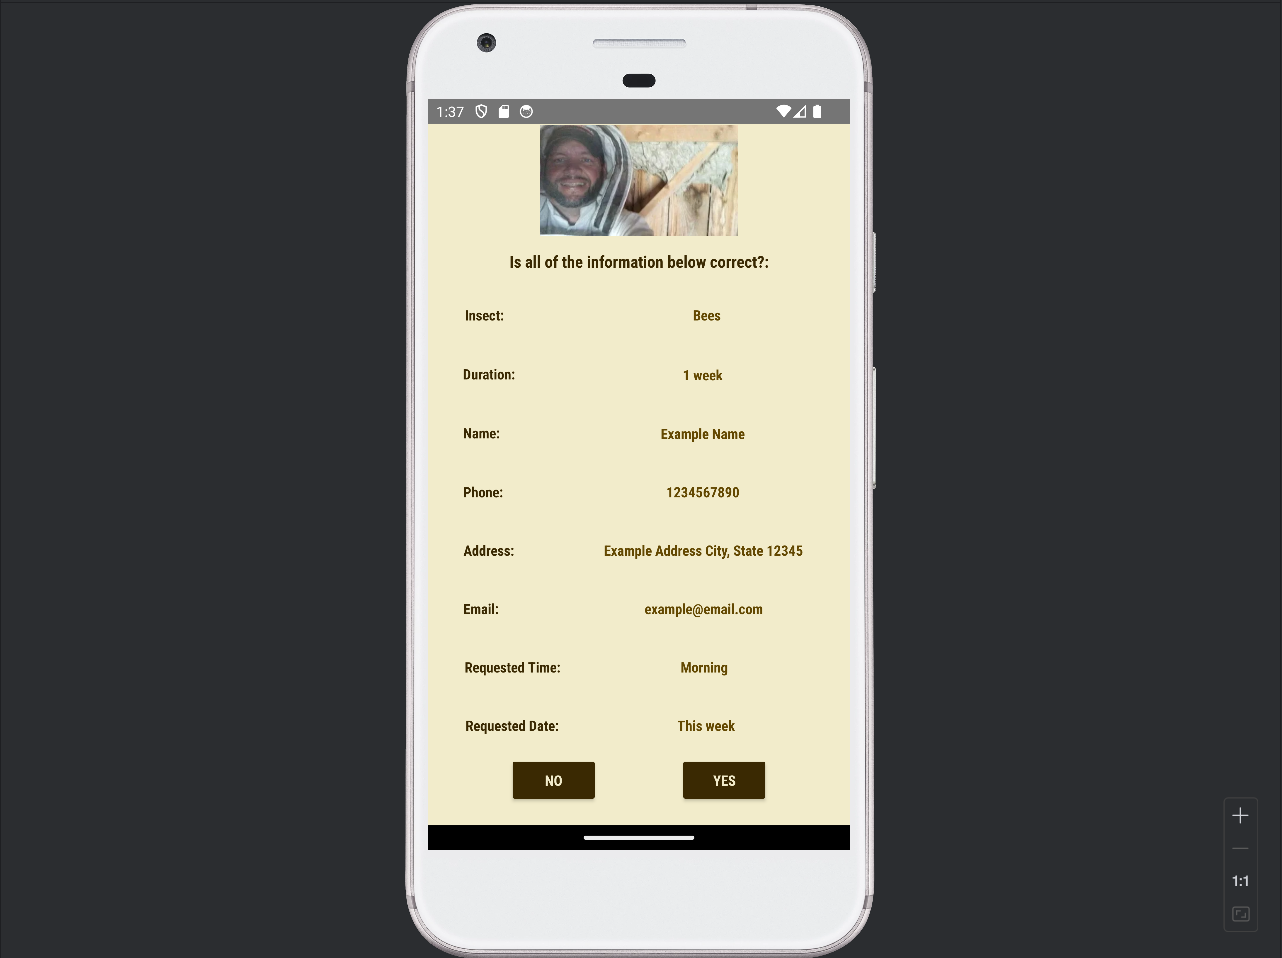 1:37
Is all of the information below correct?:
Insect: Bees
Duration: 1 week
Name: Example Name
Phone: 1234567890
Address: Example Address City, State 12345
Email: example@email.com
Requested Time: Morning
Requested Date: This week
NO YES
1:1